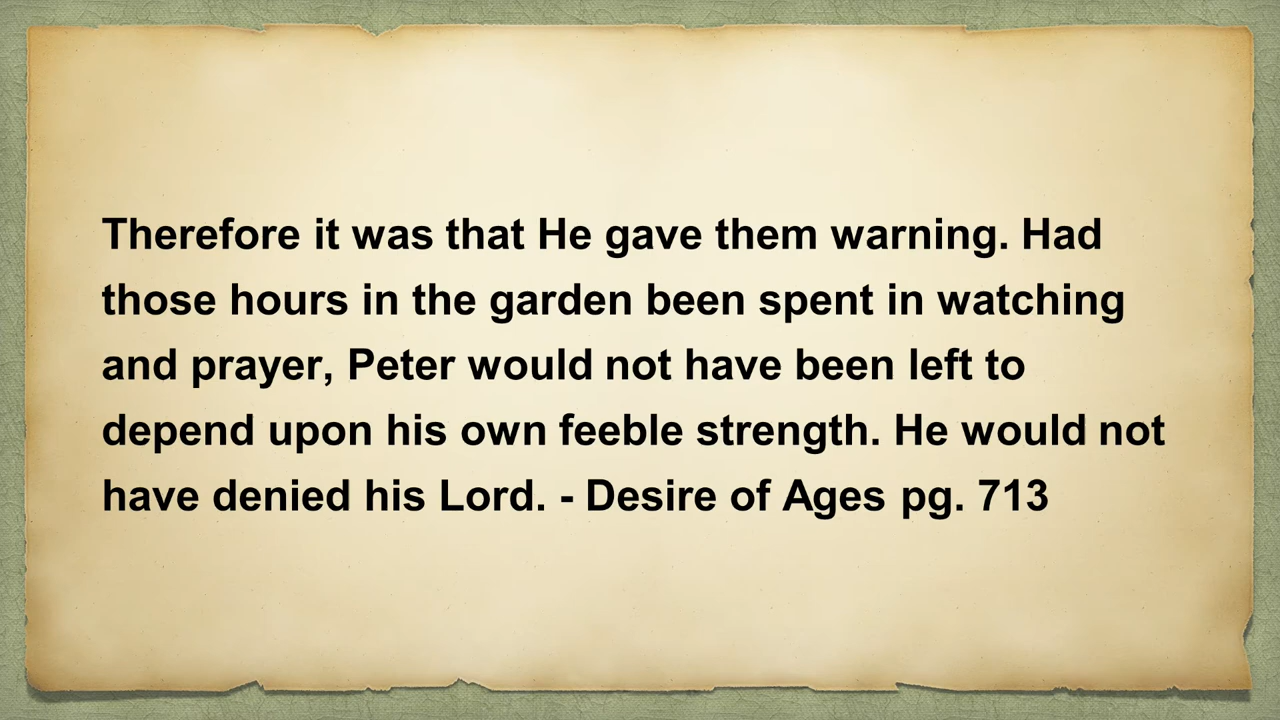 Therefore it was that He gave them warning. Had
those hours in the garden been spent in watching
and prayer, Peter would not have been left to
depend upon his own feeble strength. He would not
have denied his Lord. - Desire of Ages pg. 713